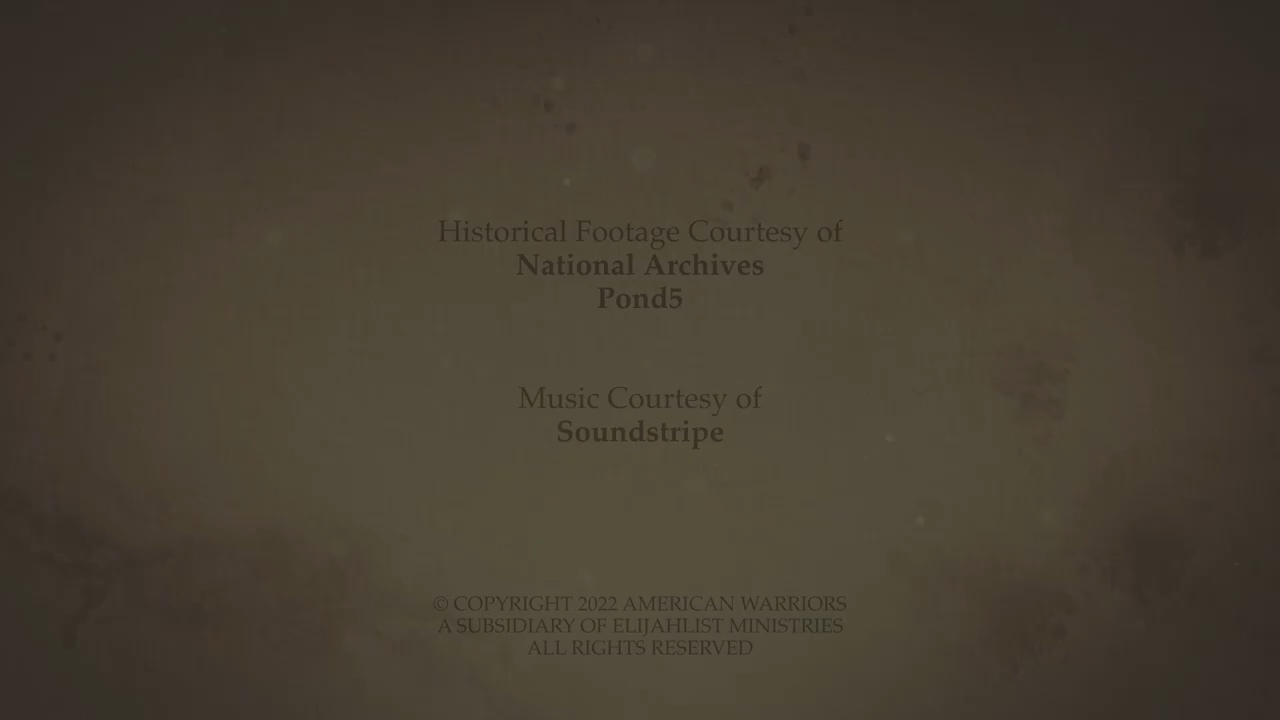 Historical Footage Courtesy of
National Archives
Pond5
Music Courtesy of
Soundstripe
© COPYRIGHT 2022 AMERICAN WARRIORS
A SUBSIDIARY OF ELIJAHLIST MINISTRIES
ALL RIGHTS RESERVED